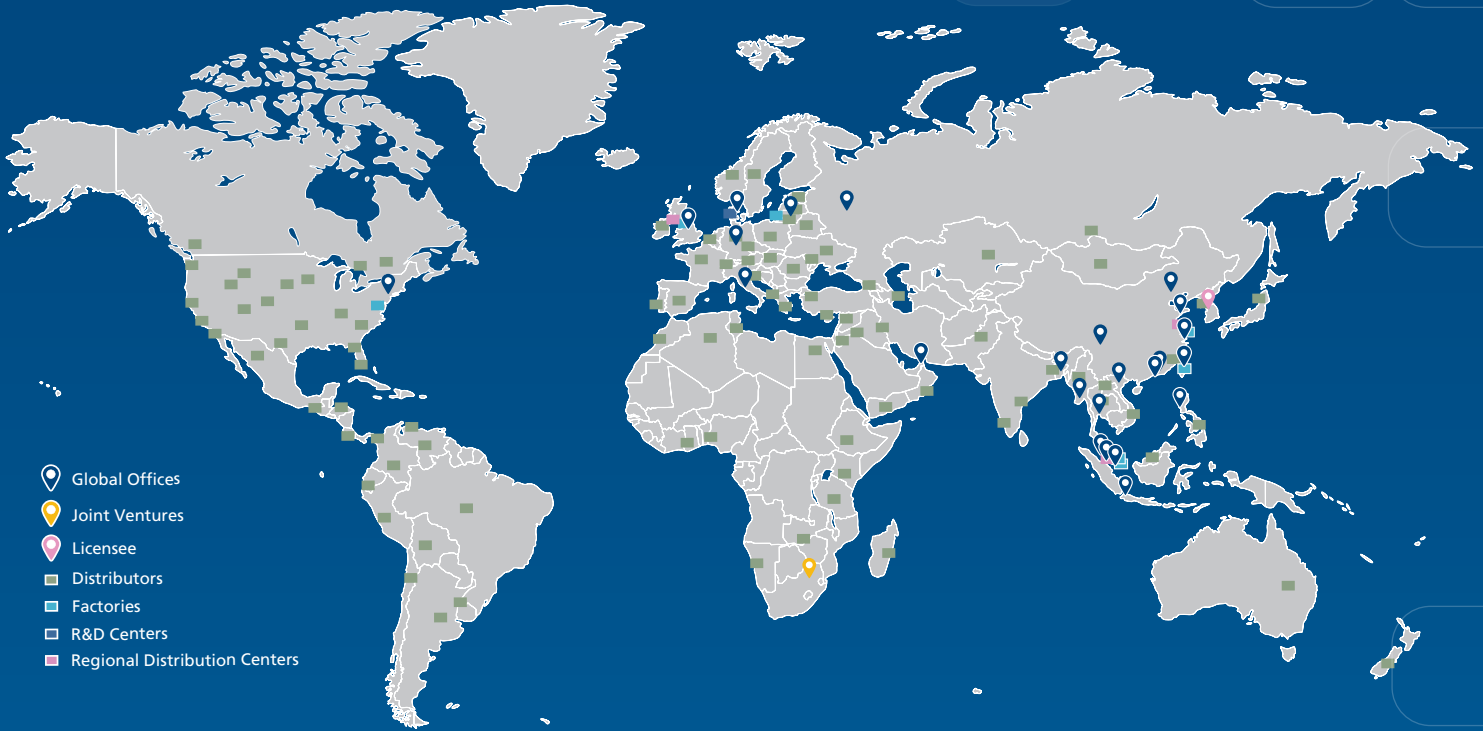 Global Offices
Joint Ventures
Licensee
Distributors
Factories
R&D Centers
Regional Distribution Centers